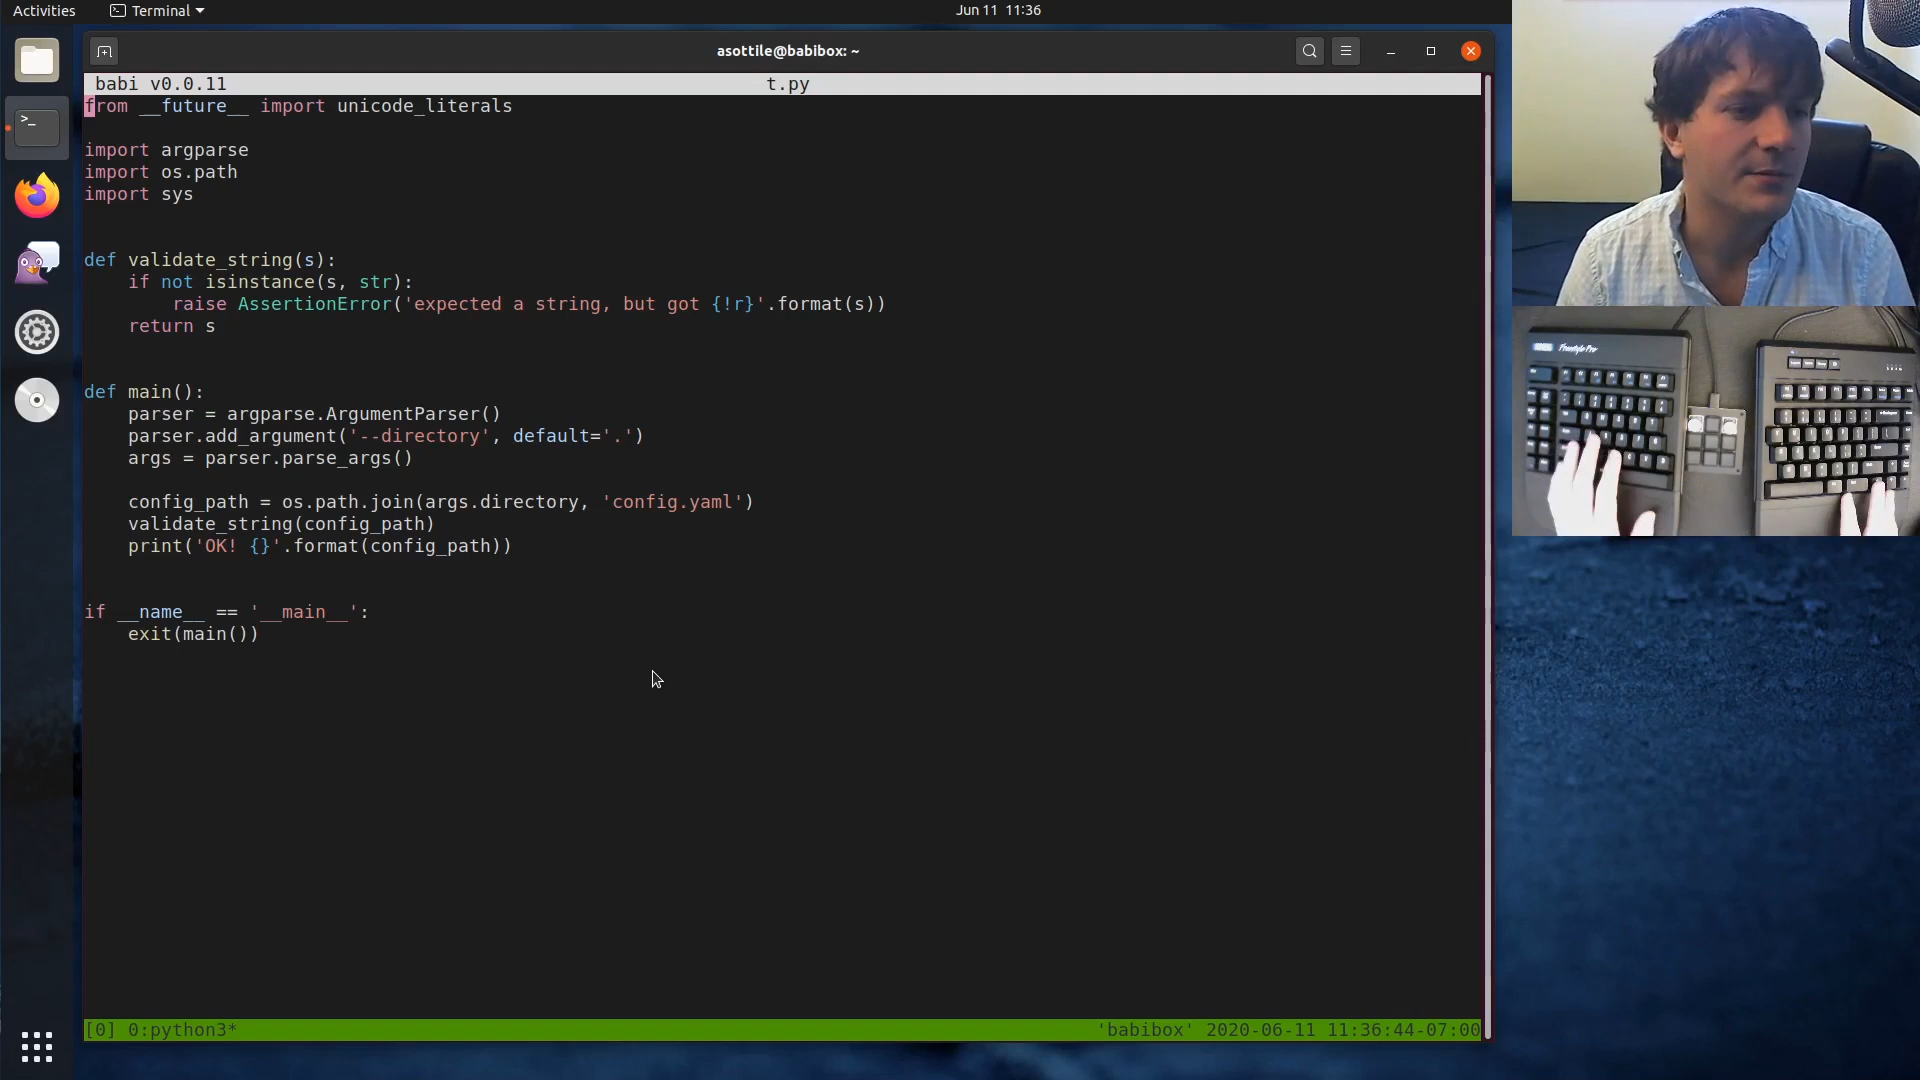 Activities
Terminal
Jun 11 11:36
asottile@babibox: ~
babi v0.0.11
t.py
from __future__ import unicode_literals
import argparse
import os.path
import sys
def validate_string(s):
    if not isinstance(s, str):
        raise AssertionError('expected a string, but got {!r}'.format(s))
    return s
def main():
    parser = argparse.ArgumentParser()
    parser.add_argument('--directory', default='.')
    args = parser.parse_args()
    config_path = os.path.join(args.directory, 'config.yaml')
    validate_string(config_path)
    print('OK! {}'.format(config_path))
if __name__ == '__main__':
    exit(main())
[0] 0:python3*
'babibox' 2020-06-11 11:36:44-07:00
Freestyle Pro